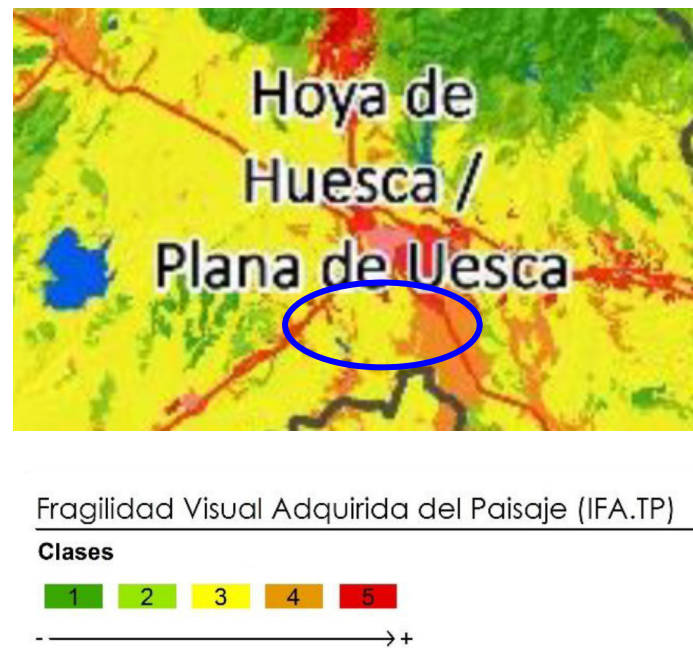 Hoya de
Huesca /
Plana de Uesca
Fragilidad Visual Adquirida del Paisaje (IFA.TP)
Clases
1 2 3 4 5
- +